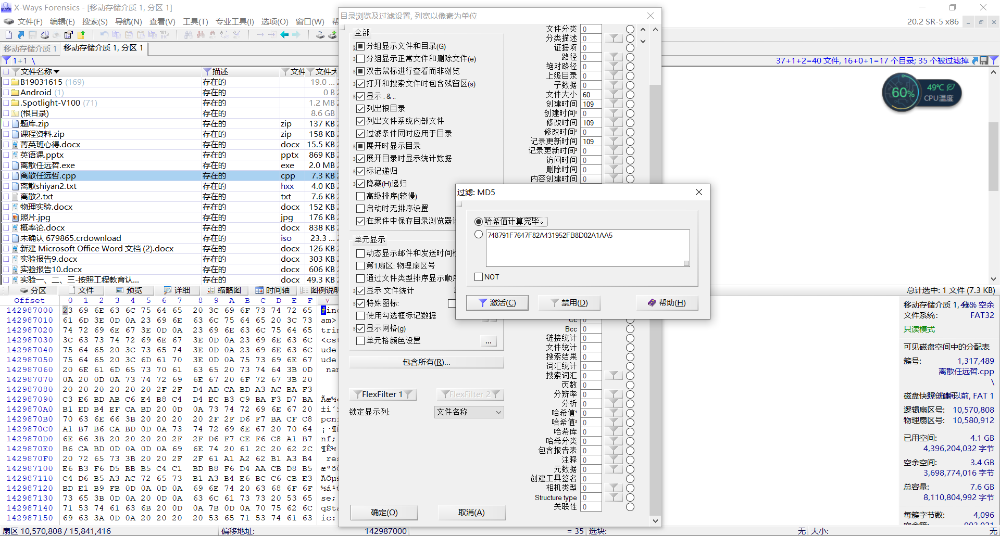 X-Ways Forensics - [移动存储介质 1, 分区 1]
文件(F) 编辑(E) 搜索(S) 导航(N) 查看(V) 工具(T) 专业工具(I) 选项(O) 窗口(W) 帮
20.2 SR-5 x86
移动存储介质 1
移动存储介质 1, 分区 1
1+1 \
37+1+2=40 文件, 16+0+1=17 个目录; 35 个被过滤掉
文件名称 描述 文件 文件大
B19031615 (169) 存在的 19.0 ...
Android (1) 存在的 0 B
.Spotlight-V100 (71) 存在的 1.2 MB
(根目录) 存在的 8.6 GB
题库.zip 存在的 zip 137 KB
课程资料.zip 存在的 zip 158 KB
菁英班心得.docx 存在的 docx 15.5 KB
英语课.pptx 存在的 pptx 869 KB
离散任远哲.exe 存在的 exe 2.0 MB
离散任远哲.cpp 存在的 cpp 7.3 KB
离散shiyan2.txt 存在的 hxx 4.0 KB
离散2.txt 存在的 txt 7.6 KB
物理实验.docx 存在的 docx 152 KB
照片.jpg 存在的 jpg 176 KB
概率论.docx 存在的 docx 838 KB
未确认 679865.crdownload 存在的 iso 23.3 ...
新建 Microsoft Office Word 文档 (2).docx 存在的 docx 126 KB
实验报告9.docx 存在的 docx 303 KB
实验报告10.docx 存在的 docx 606 KB
实验一、二、三-按照工程教育认... 存在的 docx 49.3 KB
分区 文件 预览 详细 缩略图 时间轴 图例说明
Offset 0 1 2 3 4 5 6 7 8 9 A B C D E F
142987000 23 69 6E 63 6C 75 64 65 20 3C 69 6F 73 74 72 65 #inc
142987010 61 6D 3E 0D 0A 23 69 6E 63 6C 75 64 65 20 3C 73 am>
142987020 74 72 69 6E 67 3E 0D 0A 23 69 6E 63 6C 75 64 65 trin
142987030 3C 63 73 74 72 69 6E 67 3E 0D 0A 23 69 6E 63 6C <cst
142987040 75 64 65 20 3C 73 65 74 3E 0D 0A 23 69 6E 63 6C ude
142987050 75 64 65 20 3C 6D 61 70 3E 0D 0A 75 73 69 6E 67 ude
142987060 20 6E 61 6D 65 73 70 61 63 65 20 73 74 64 3B 0D nam
142987070 0A 20 0D 0A 73 74 72 69 6E 67 20 6F 72 67 3B 20
142987080 20 20 20 20 20 20 2F 2F D4 AD CA BD A3 AC BA F3
142987090 C3 E6 BD AB C6 E4 B8 C4 D4 EC B3 C9 BA F3 D7 BA Ãæ½
1429870A0 B1 ED B4 EF CA BD 20 0D 0A 73 74 72 69 6E 67 20 ±í´
1429870B0 70 63 6E 66 3B 20 20 20 20 2F 2F D6 F7 BA CF C8 pcn
1429870C0 A1 B7 B6 CA BD 0D 0A 73 74 72 69 6E 67 20 70 64 ¡·¶
1429870D0 6E 66 3B 20 20 20 20 2F 2F D6 F7 CE F6 C8 A1 B7 nf;
1429870E0 B6 CA BD 0D 0A 0D 0A 69 6E 74 20 61 2C 20 62 2C ¶Ê½
1429870F0 20 72 65 73 3B 20 20 2F 2F 61 A1 A2 62 B1 A3 B4 res
142987100 E6 B3 F6 D5 BB B5 C4 C1 BD B8 F6 D4 AA CB D8 B5 æ³ö
142987110 C4 D6 B5 A3 AC 72 65 73 B1 A3 B4 E6 BC C6 CB E3 ÄÖµ
142987120 BD E1 B9 FB 0D 0A 0D 0A 69 6E 74 20 63 68 6F 6F ½á¹û
142987130 73 65 3B 0D 0A 20 0D 0A 63 6C 61 73 73 20 53 65 se;
142987140 71 53 74 61 63 6B 20 0D 0A 7B 0D 0A 70 75 62 6C qSta
142987150 69 63 3A 0D 0A 20 20 20 20 53 65 71 53 74 61 63 ic:
扇区 10,570,808 / 15,841,416 偏移地址: 142987000 = 35 选块: 无 大小: 无
目录浏览及过滤设置, 列宽以像素为单位
全部
分组显示文件和目录(G)
分组显示正常文件和删除文件(e)
双击鼠标进行查看而非浏览
打开和搜索文件时包含残留区(s)
显示 . & ..
列出根目录
列出文件系统内部文件
过滤条件同时应用于目录
展开时显示目录
展开目录时显示统计数据
标记递归
隐藏(H)递归
高级排序(较慢)
启动时无排序设置
在案件中保存目录浏览器
单元显示
动态显示邮件和发送时间
第1扇区: 物理扇区号
通过文件类型排序显示顺
显示 文件统计
特殊图标:
使用勾选框标记数据
显示网格(g)
单元格颜色设置 ...
包含所有(R)...
FlexFilter 1 FlexFilter 2
锁定显示列: 文件名称
确定(O) 取消(A)
文件分类 0
分类描述 0
证据项 0
路径 0
绝对路径 0
上级目录 0
子数据 0
文件大小 60
创建时间 109
创建时间² 0
修改时间 109
修改时间² 0
记录更新时间 109
记录更新时间² 0
访问时间 0
删除时间 0
内容创建时间 0
过滤: MD5
哈希值计算完毕。
748791F7647F82A431952FB8D02A1AA5
NOT
激活(C) 禁用(D) 帮助(H)
Cc
Bcc 0
链接统计 0
文件统计 0
搜索结果 0
词汇统计 0
搜索词汇 0
页数 0
分辨率 0
分析 0
哈希值¹ 0
哈希值² 0
哈希库 0
哈希分类 0
包含报告表 0
注释 0
元数据 0
创建工具签名 0
相机类型 0
Structure type 0
关联性 0
60%
49℃
CPU温度
总计选中: 1 文件 (7.3 KB)
移动存储介质 1, 46% 空余
文件系统: FAT32
只读模式
可见磁盘空间中的分配表
簇号: 1,317,489
离散任远哲.cpp
\
以前, FAT 1
逻辑扇区号: 10,570,808
物理扇区号: 10,580,912
已用空间: 4.1 GB
4,396,204,032 字节
空余空间: 3.4 GB
3,698,774,016 字节
总容量: 7.6 GB
8,110,804,992 字节
每簇字节数: 4,096